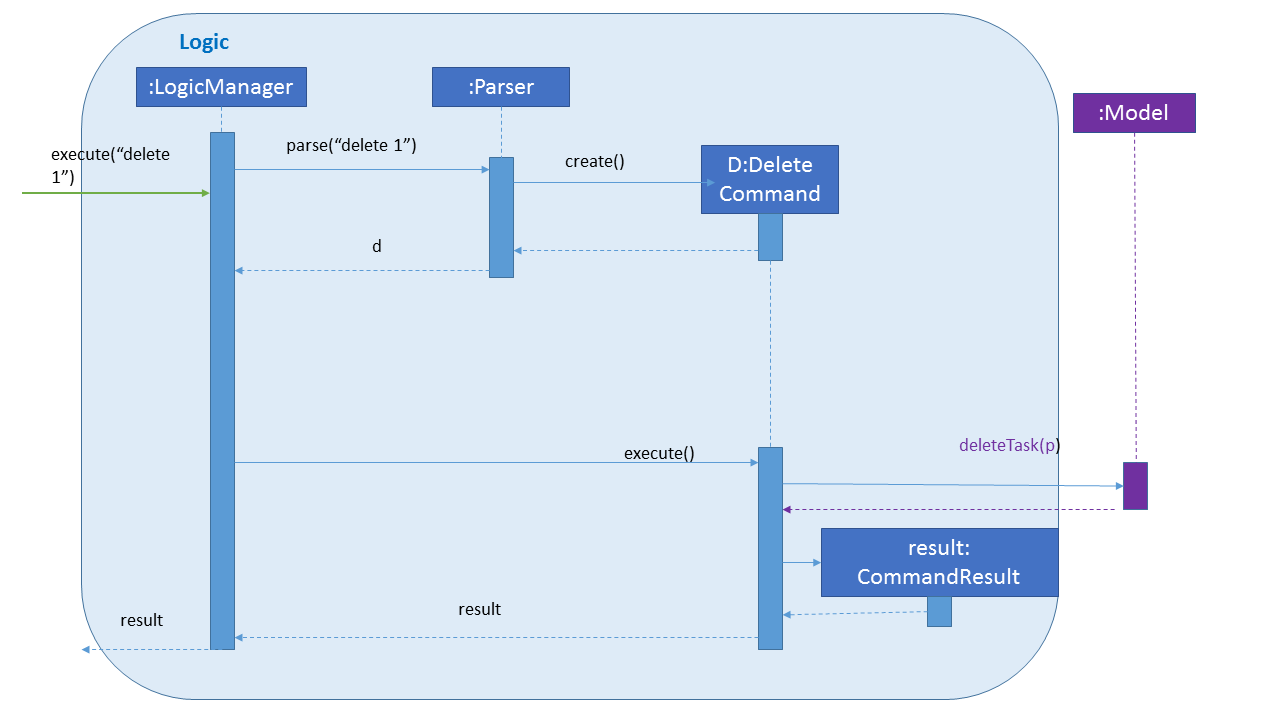 Logic
:LogicManager
:Parser
:Model
execute(“delete
1”)
parse(“delete 1”)
create()
D:Delete
Command
d
execute()
deleteTask(p)
result:
CommandResult
result
result